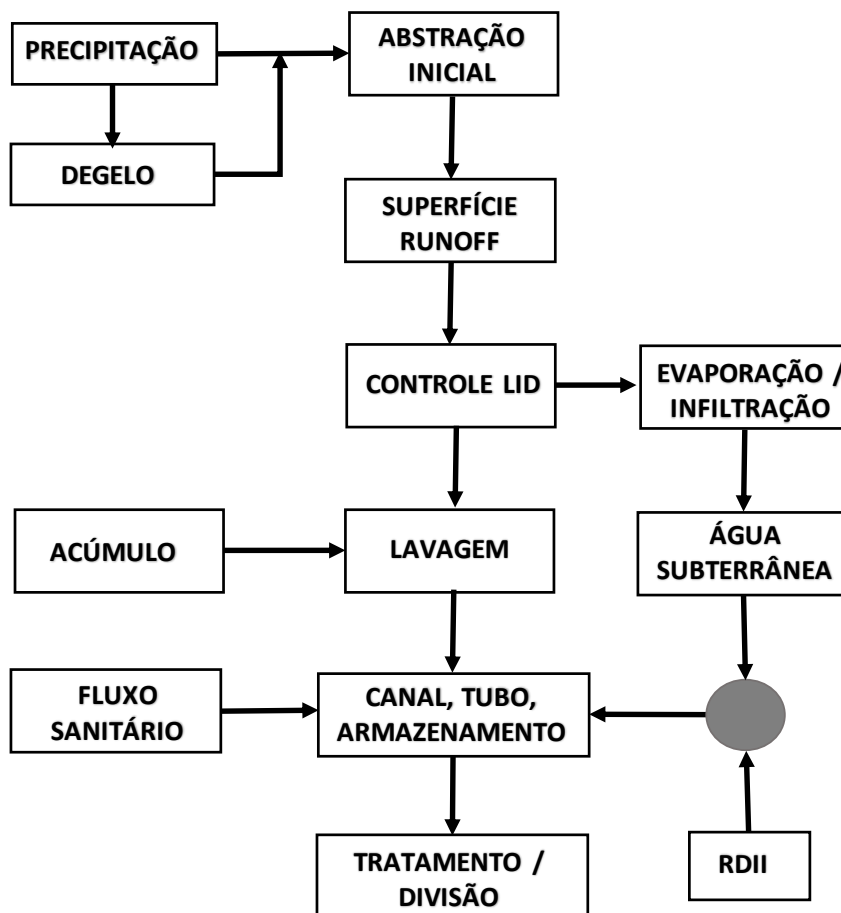 PRECIPITAÇÃO
ABSTRAÇÃO
INICIAL
DEGELO
SUPERFÍCIE
RUNOFF
CONTROLE LID
EVAPORAÇÃO /
INFILTRAÇÃO
ACÚMULO
LAVAGEM
ÁGUA
SUBTERRÂNEA
FLUXO
SANITÁRIO
CANAL, TUBO,
ARMAZENAMENTO
TRATAMENTO /
DIVISÃO
RDII